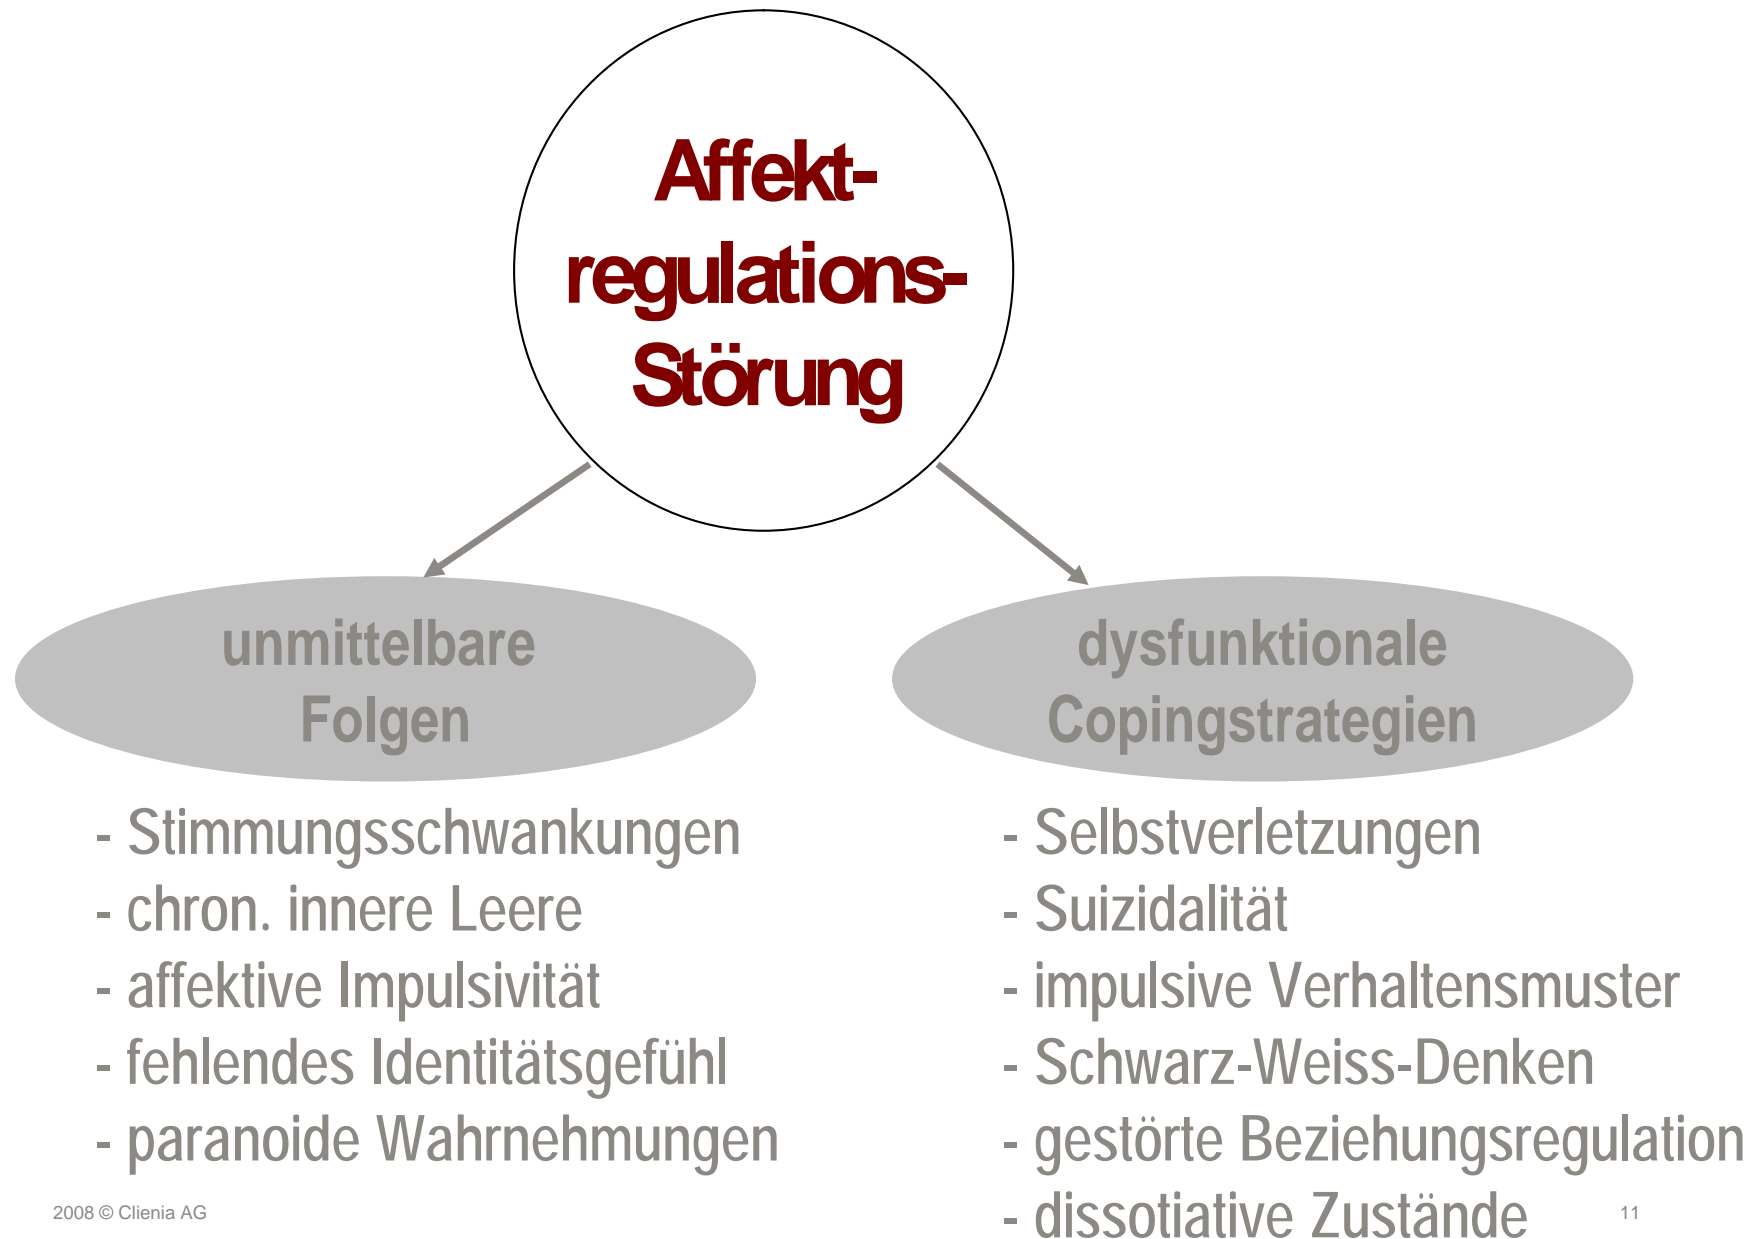 Affekt-
regulations-
Störung
unmittelbare
Folgen
- Stimmungsschwankungen
- chron. innere Leere
- affektive Impulsivität
- fehlendes Identitätsgefühl
- paranoide Wahrnehmungen
dysfunktionale
Copingstrategien
- Selbstverletzungen
- Suizidalität
- impulsive Verhaltensmuster
- Schwarz-Weiss-Denken
- gestörte Beziehungsregulation
- dissotiative Zustände
2008 © Clienia AG
11